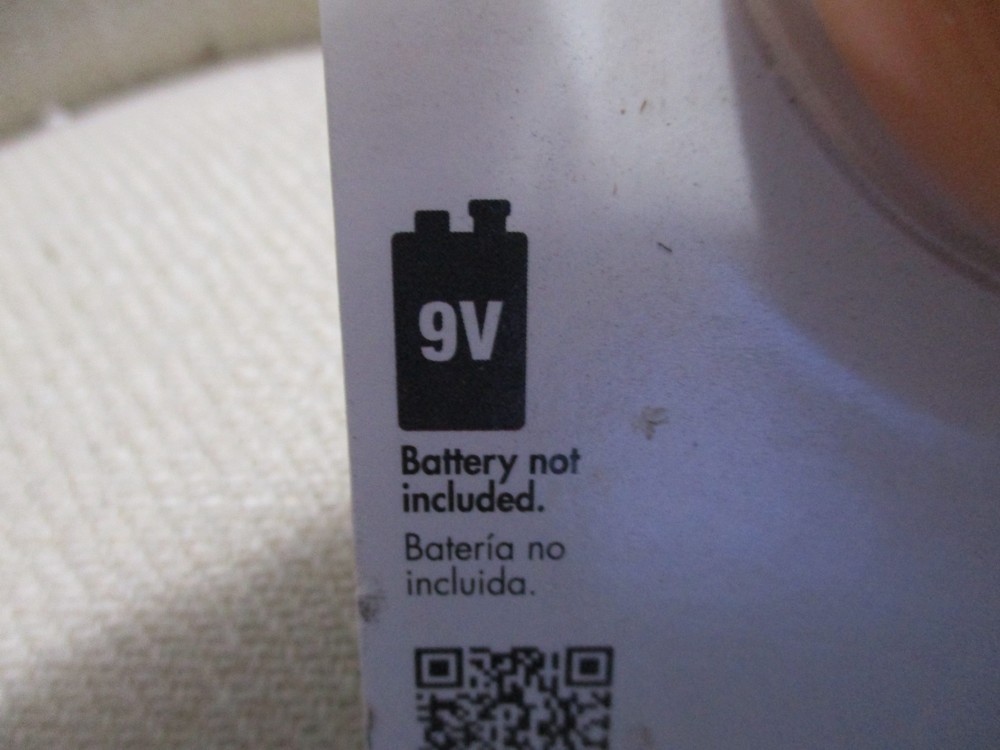 9V
Battery not
included.
Batería no
incluida.